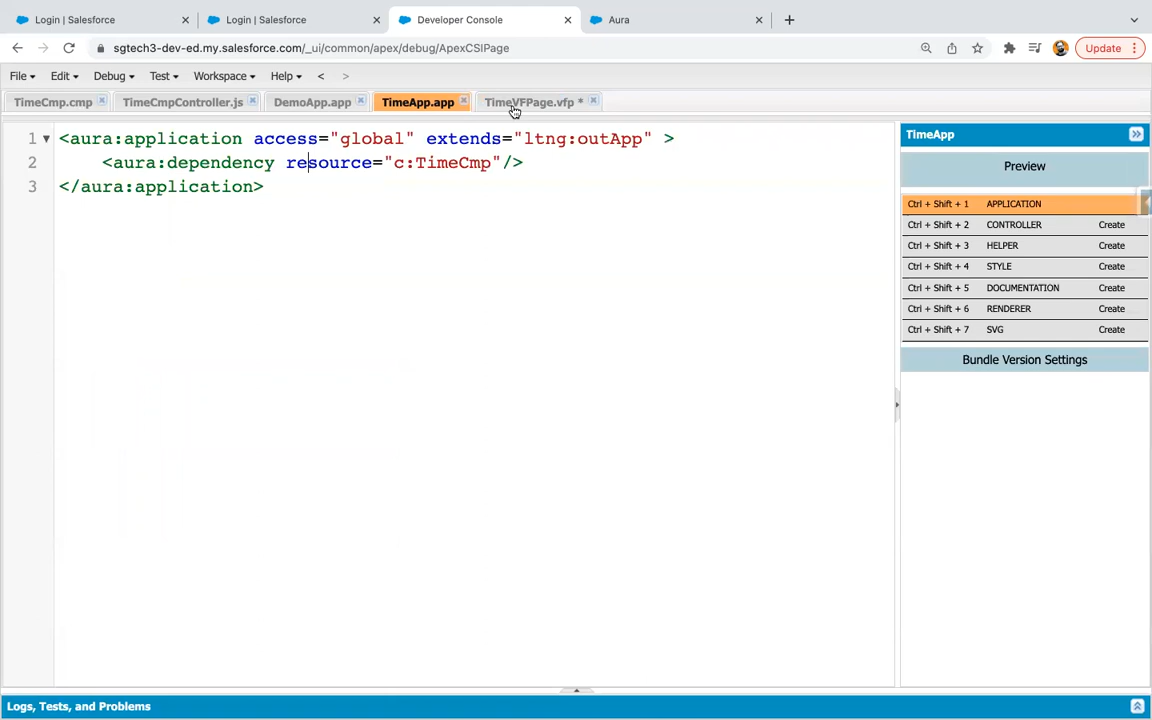 Login | Salesforce
Login | Salesforce
Developer Console
Aura
sgtech3-dev-ed.my.salesforce.com/_ui/common/apex/debug/ApexCSIPage
Update
File Edit Debug Test Workspace Help < >
TimeCmp.cmp TimeCmpController.js DemoApp.app TimeApp.app TimeVFPage.vfp *
1 <aura:application access="global" extends="ltng:outApp" >
2 <aura:dependency resource="c:TimeCmp"/>
3 </aura:application>
TimeApp
Preview
Ctrl + Shift + 1 APPLICATION
Ctrl + Shift + 2 CONTROLLER Create
Ctrl + Shift + 3 HELPER Create
Ctrl + Shift + 4 STYLE Create
Ctrl + Shift + 5 DOCUMENTATION Create
Ctrl + Shift + 6 RENDERER Create
Ctrl + Shift + 7 SVG Create
Bundle Version Settings
Logs, Tests, and Problems